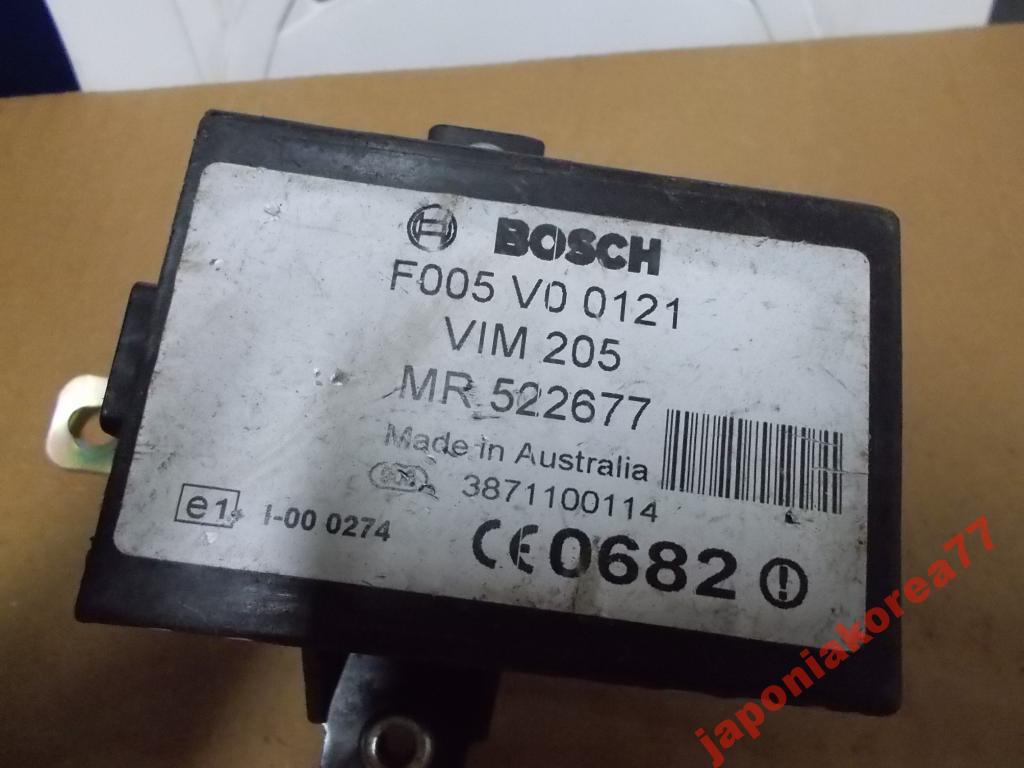 BOSCH
F005 V0 0121
VIM 205
MR 522677
Made in Australia
3871100114
e1 I-00 0274
CE0682
japoniakorea77